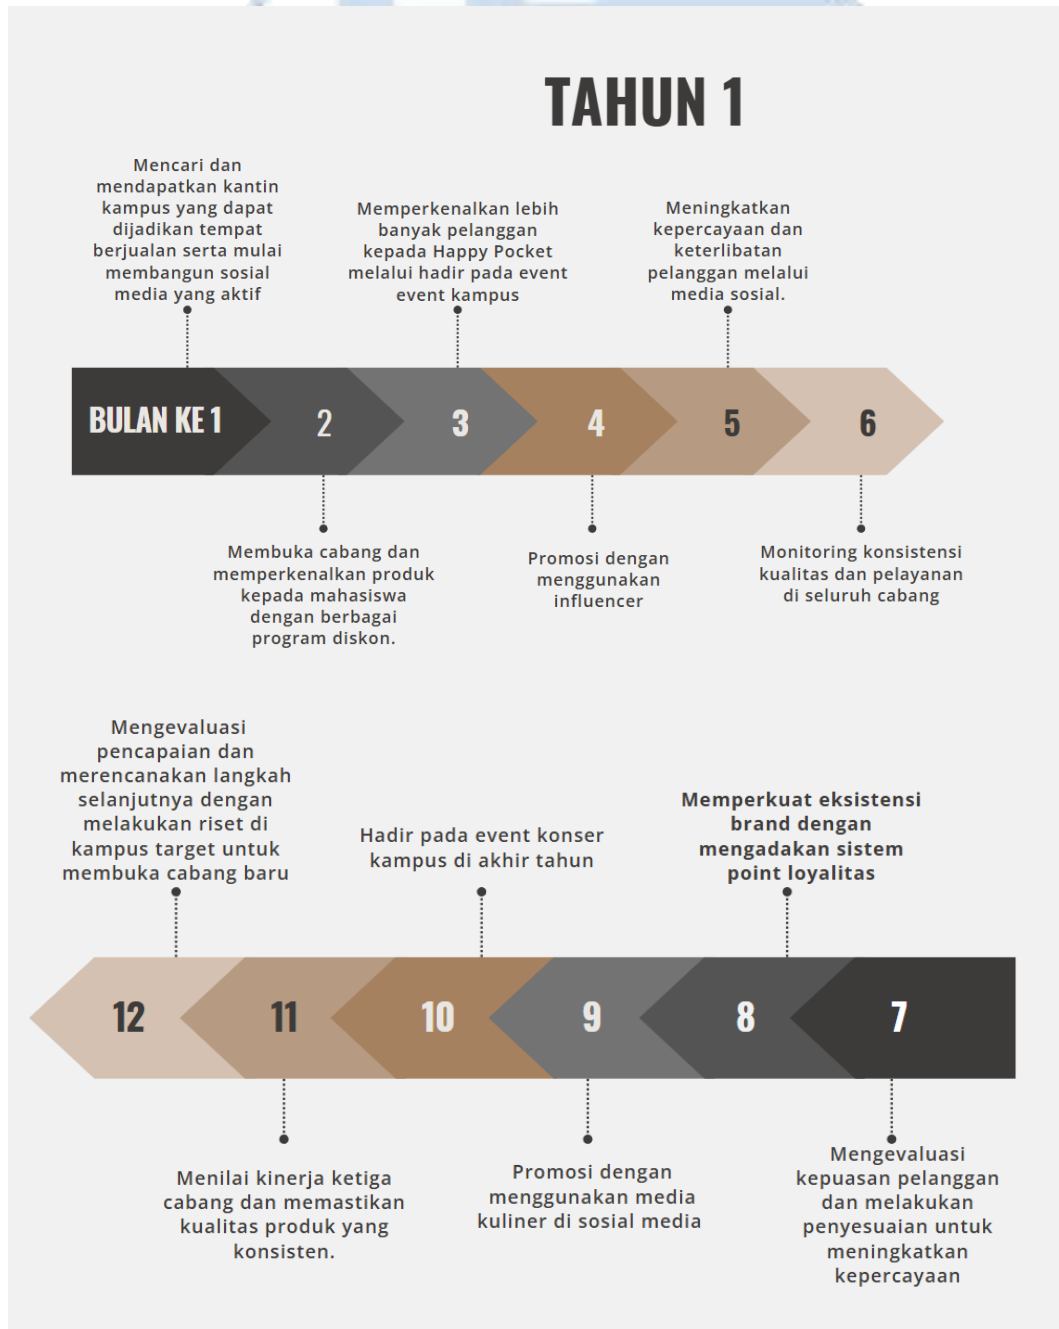 TAHUN 1
Mencari dan
mendapatkan kantin
kampus yang dapat
dijadikan tempat
berjualan serta mulai
membangun sosial
media yang aktif
Memperkenalkan lebih
banyak pelanggan
kepada Happy Pocket
melalui hadir pada event
event kampus
Meningkatkan
kepercayaan dan
keterlibatan
pelanggan melalui
media sosial.
BULAN KE 1
2
3
4
5
6
Membuka cabang dan
memperkenalkan produk
kepada mahasiswa
dengan berbagai
program diskon.
Promosi dengan
menggunakan
influencer
Monitoring konsistensi
kualitas dan pelayanan
di seluruh cabang
Mengevaluasi
pencapaian dan
merencanakan langkah
selanjutnya dengan
melakukan riset di
kampus target untuk
membuka cabang baru
Hadir pada event konser
kampus di akhir tahun
Memperkuat eksistensi
brand dengan
mengadakan sistem
point loyalitas
12
11
10
9
8
7
Menilai kinerja ketiga
cabang dan memastikan
kualitas produk yang
konsisten.
Promosi dengan
menggunakan media
kuliner di sosial media
Mengevaluasi
kepuasan pelanggan
dan melakukan
penyesuaian untuk
meningkatkan
kepercayaan